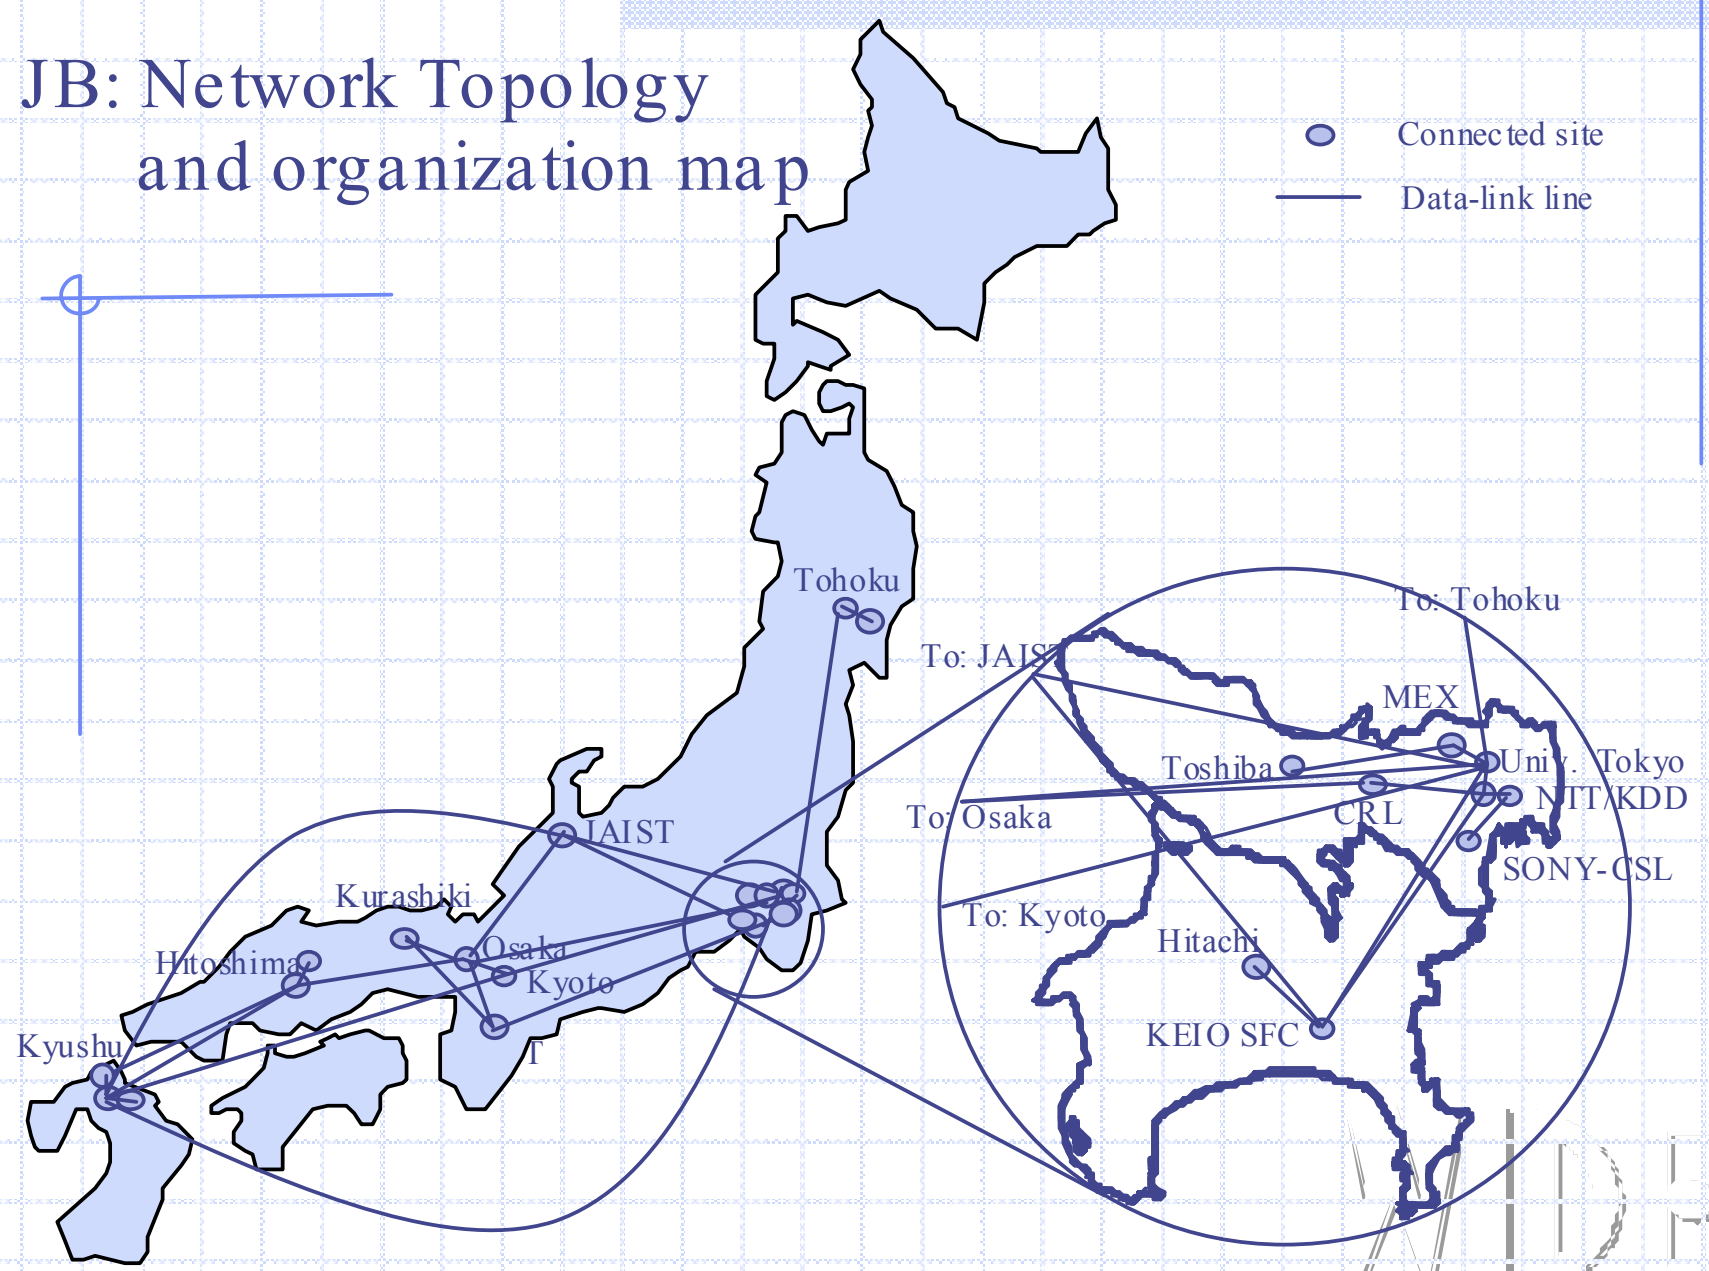 JB: Network Topology
and organization map
Connected site
Data-link line
Tohoku
To: Tohoku
To: JAIST
MEX
Toshiba
Univ. Tokyo
NTT/KDD
To: Osaka
CRL
JAIST
SONY-CSL
Kurashiki
To: Kyoto
Hitachi
Osaka
Hitoshima
Kyoto
KEIO SFC
Kyushu
T